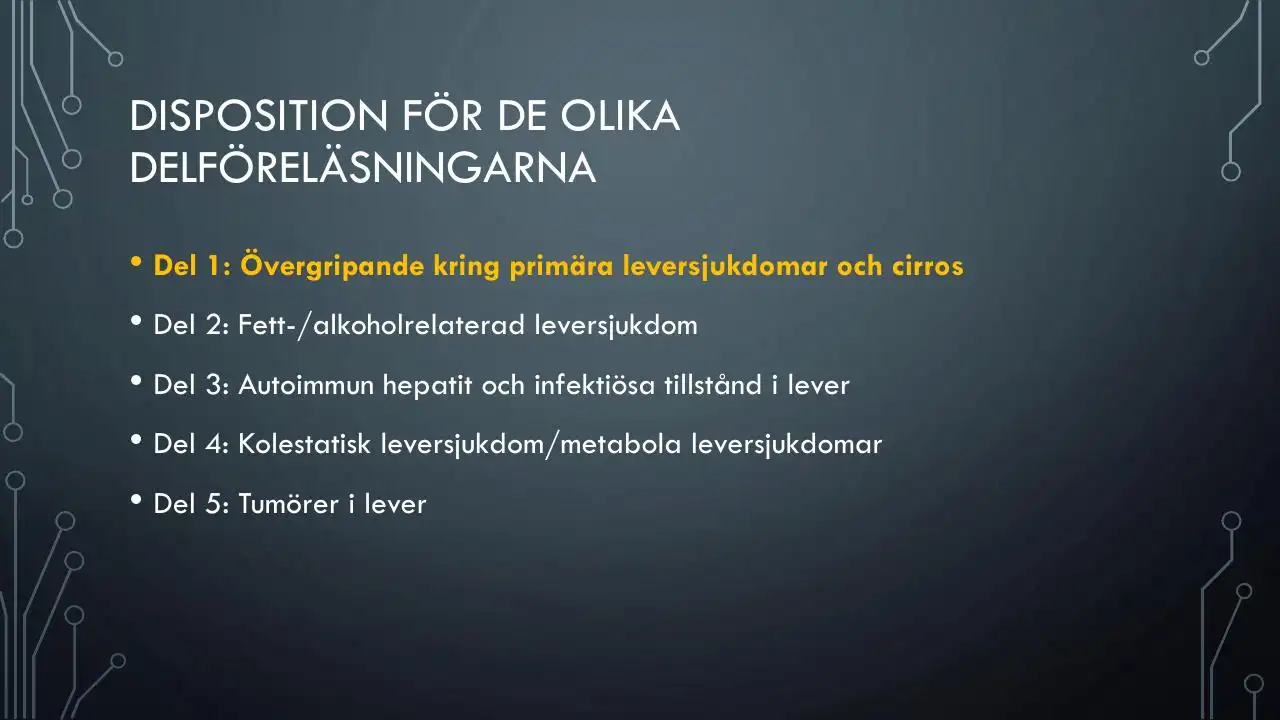 DISPOSITION FÖR DE OLIKA
DELFÖRELÄSNINGARNA
• Del 1: Övergripande kring primära leversjukdomar och cirros
• Del 2: Fett-/alkoholrelaterad leversjukdom
• Del 3: Autoimmun hepatit och infektiösa tillstånd i lever
• Del 4: Kolestatisk leversjukdom/metabola leversjukdomar
• Del 5: Tumörer i lever